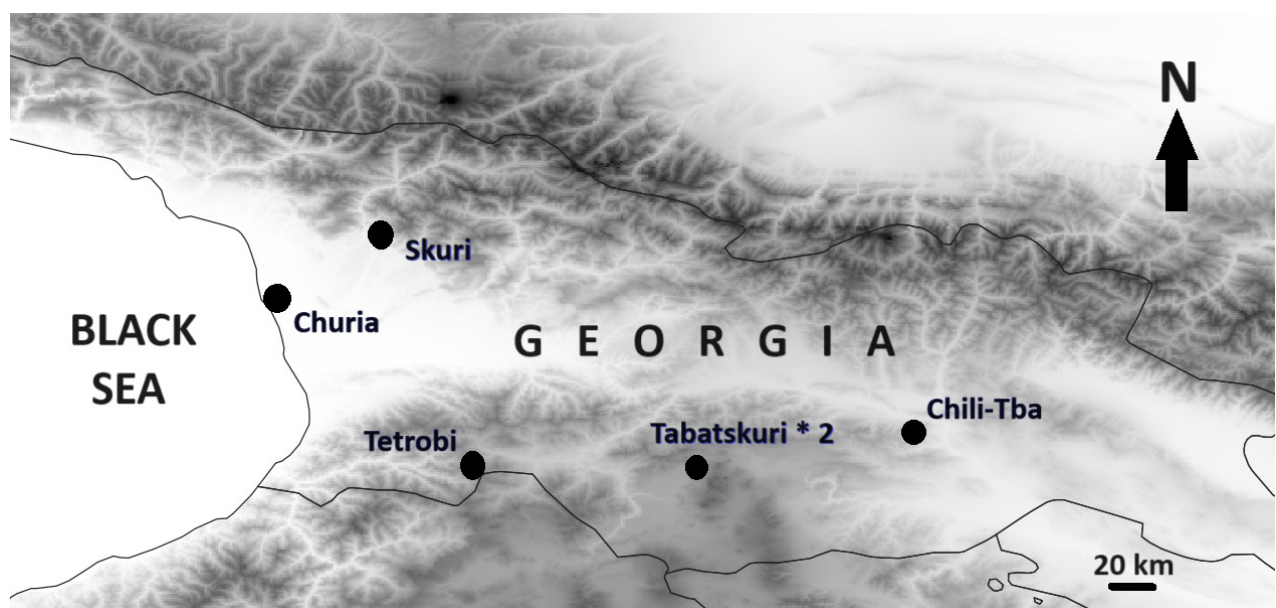 N
Skuri
Churia
BLACK
SEA
G E O R G I A
Chili-Tba
Tetrobi
Tabatskuri * 2
20 km